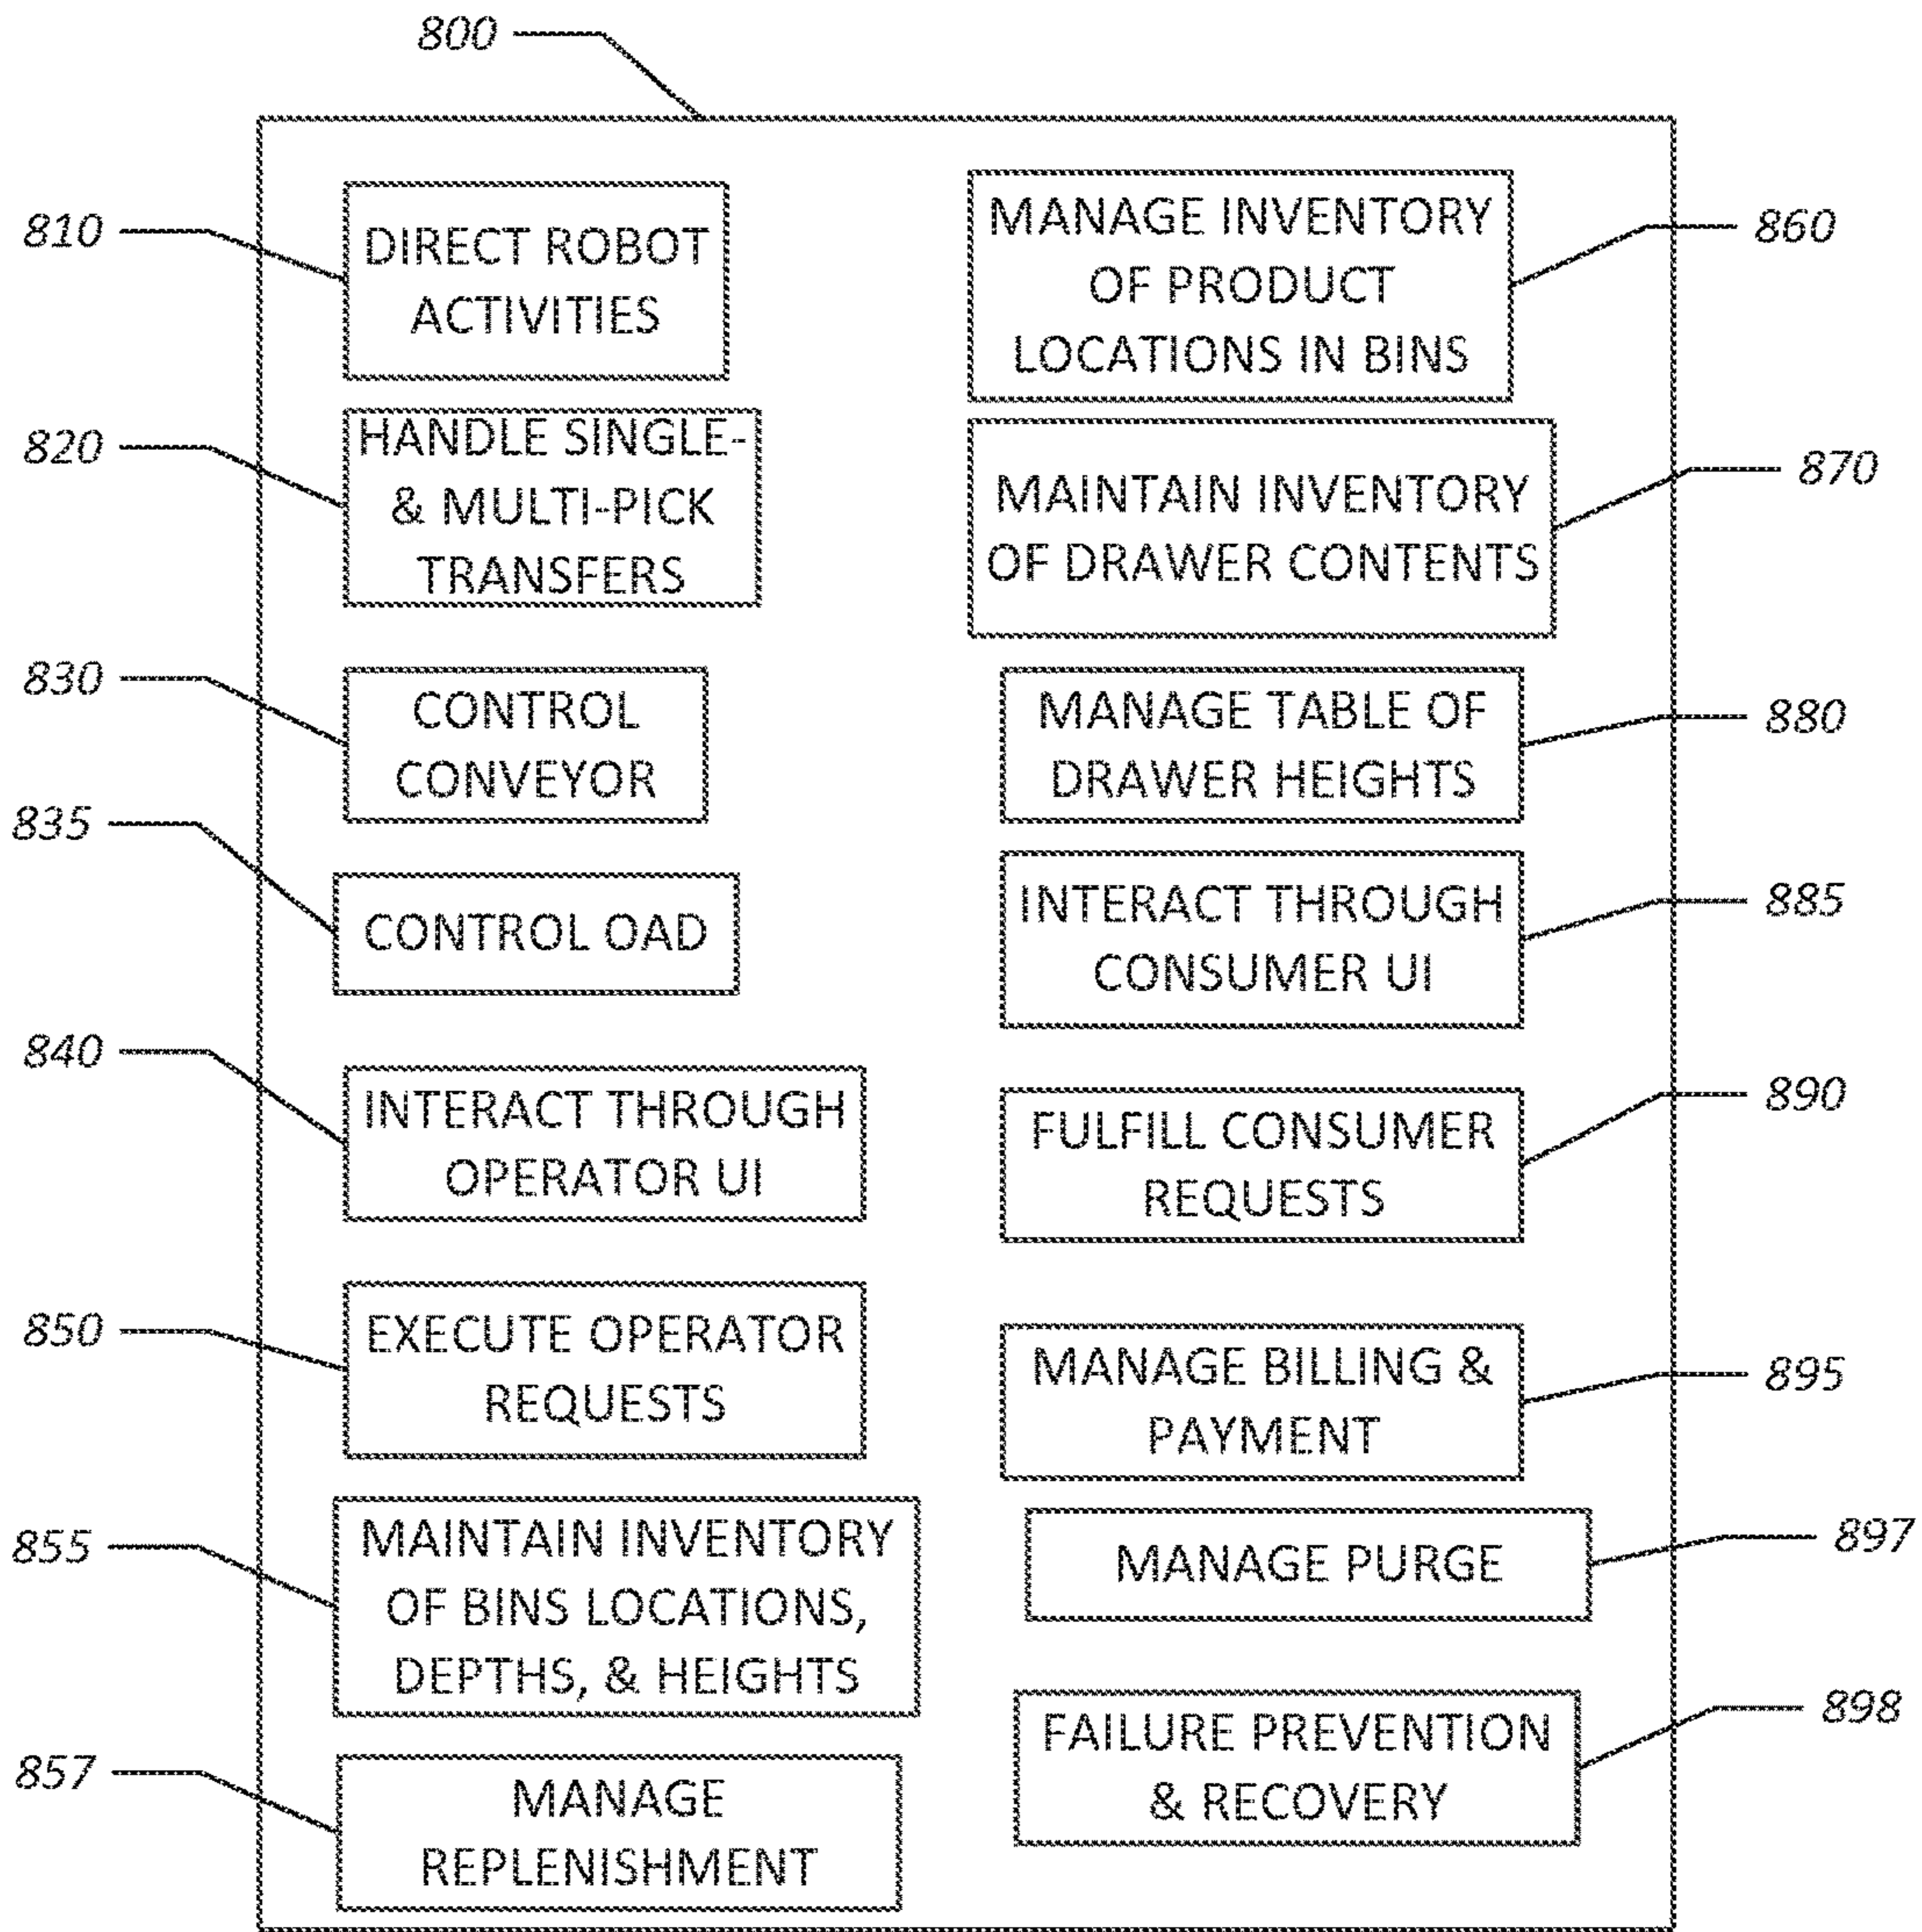 800
810
DIRECT ROBOT
ACTIVITIES
820
HANDLE SINGLE-
& MULTI-PICK
TRANSFERS
830
CONTROL
CONVEYOR
835
CONTROL OAD
840
INTERACT THROUGH
OPERATOR UI
850
EXECUTE OPERATOR
REQUESTS
855
MAINTAIN INVENTORY
OF BINS LOCATIONS,
DEPTHS, & HEIGHTS
857
MANAGE
REPLENISHMENT
MANAGE INVENTORY
OF PRODUCT
LOCATIONS IN BINS
860
MAINTAIN INVENTORY
OF DRAWER CONTENTS
870
MANAGE TABLE OF
DRAWER HEIGHTS
880
INTERACT THROUGH
CONSUMER UI
885
FULFILL CONSUMER
REQUESTS
890
MANAGE BILLING &
PAYMENT
895
MANAGE PURGE
897
FAILURE PREVENTION
& RECOVERY
898